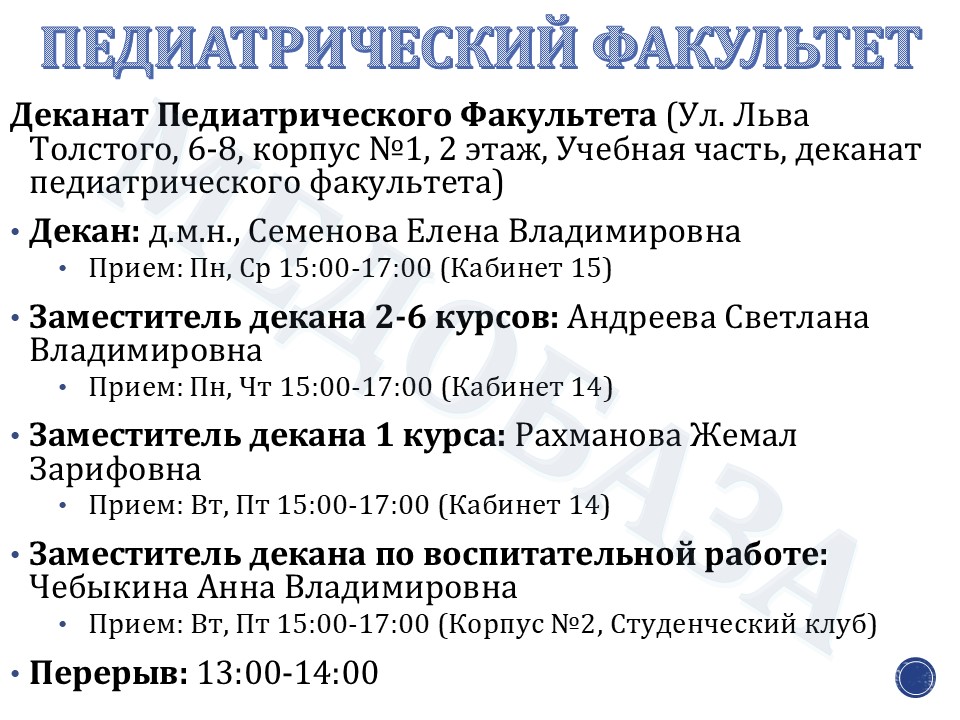 ПЕДИАТРИЧЕСКИЙ ФАКУЛЬТЕТ
Деканат Педиатрического Факультета (Ул. Льва
Толстого, 6-8, корпус №1, 2 этаж, Учебная часть, деканат
педиатрического факультета)
• Декан: д.м.н., Семенова Елена Владимировна
• Прием: Пн, Ср 15:00-17:00 (Кабинет 15)
• Заместитель декана 2-6 курсов: Андреева Светлана
Владимировна
• Прием: Пн, Чт 15:00-17:00 (Кабинет 14)
• Заместитель декана 1 курса: Рахманова Жемал
Зарифовна
• Прием: Вт, Пт 15:00-17:00 (Кабинет 14)
• Заместитель декана по воспитательной работе:
Чебыкина Анна Владимировна
• Прием: Вт, Пт 15:00-17:00 (Корпус №2, Студенческий клуб)
• Перерыв: 13:00-14:00
МЕДОБАЗА